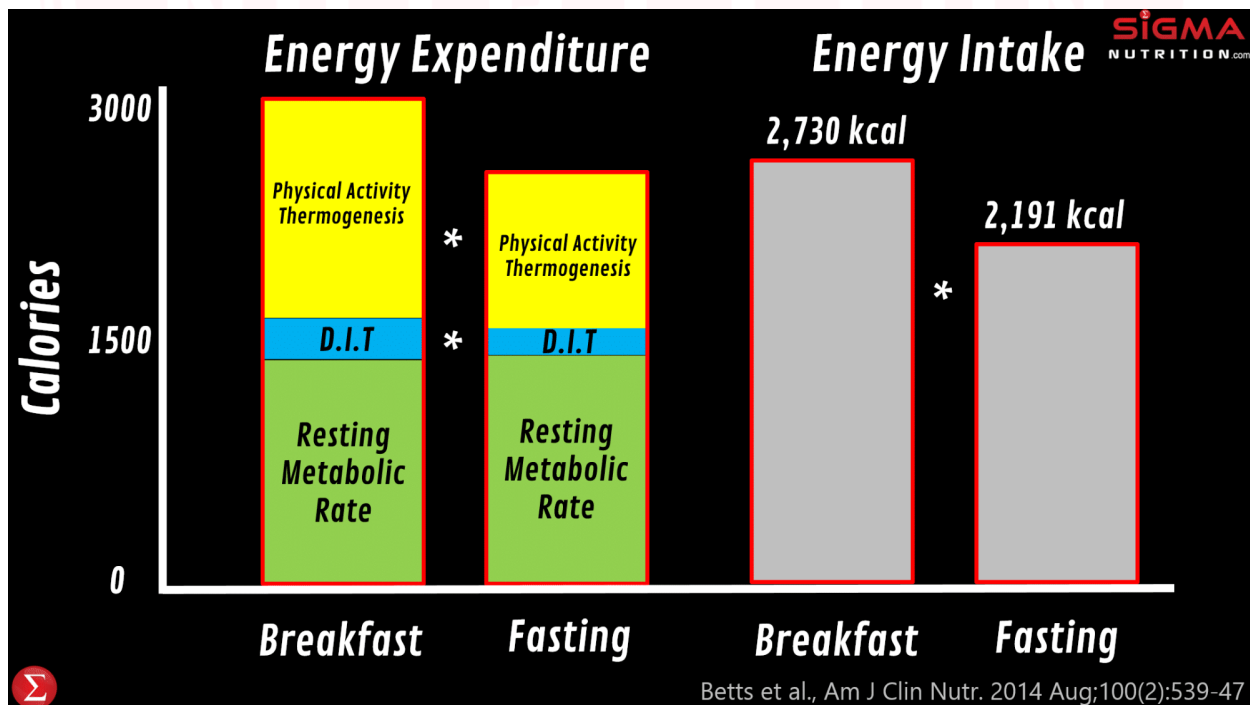 Energy Expenditure
Energy Intake
SiGMA
NUTRITION.com
Calories
3000
1500
0
Physical Activity
Thermogenesis
*
D.I.T
*
Resting
Metabolic
Rate
Physical Activity
Thermogenesis
D.I.T
Resting
Metabolic
Rate
2,730 kcal
*
2,191 kcal
Breakfast
Fasting
Breakfast
Fasting
Σ
Betts et al., Am J Clin Nutr. 2014 Aug;100(2):539-47